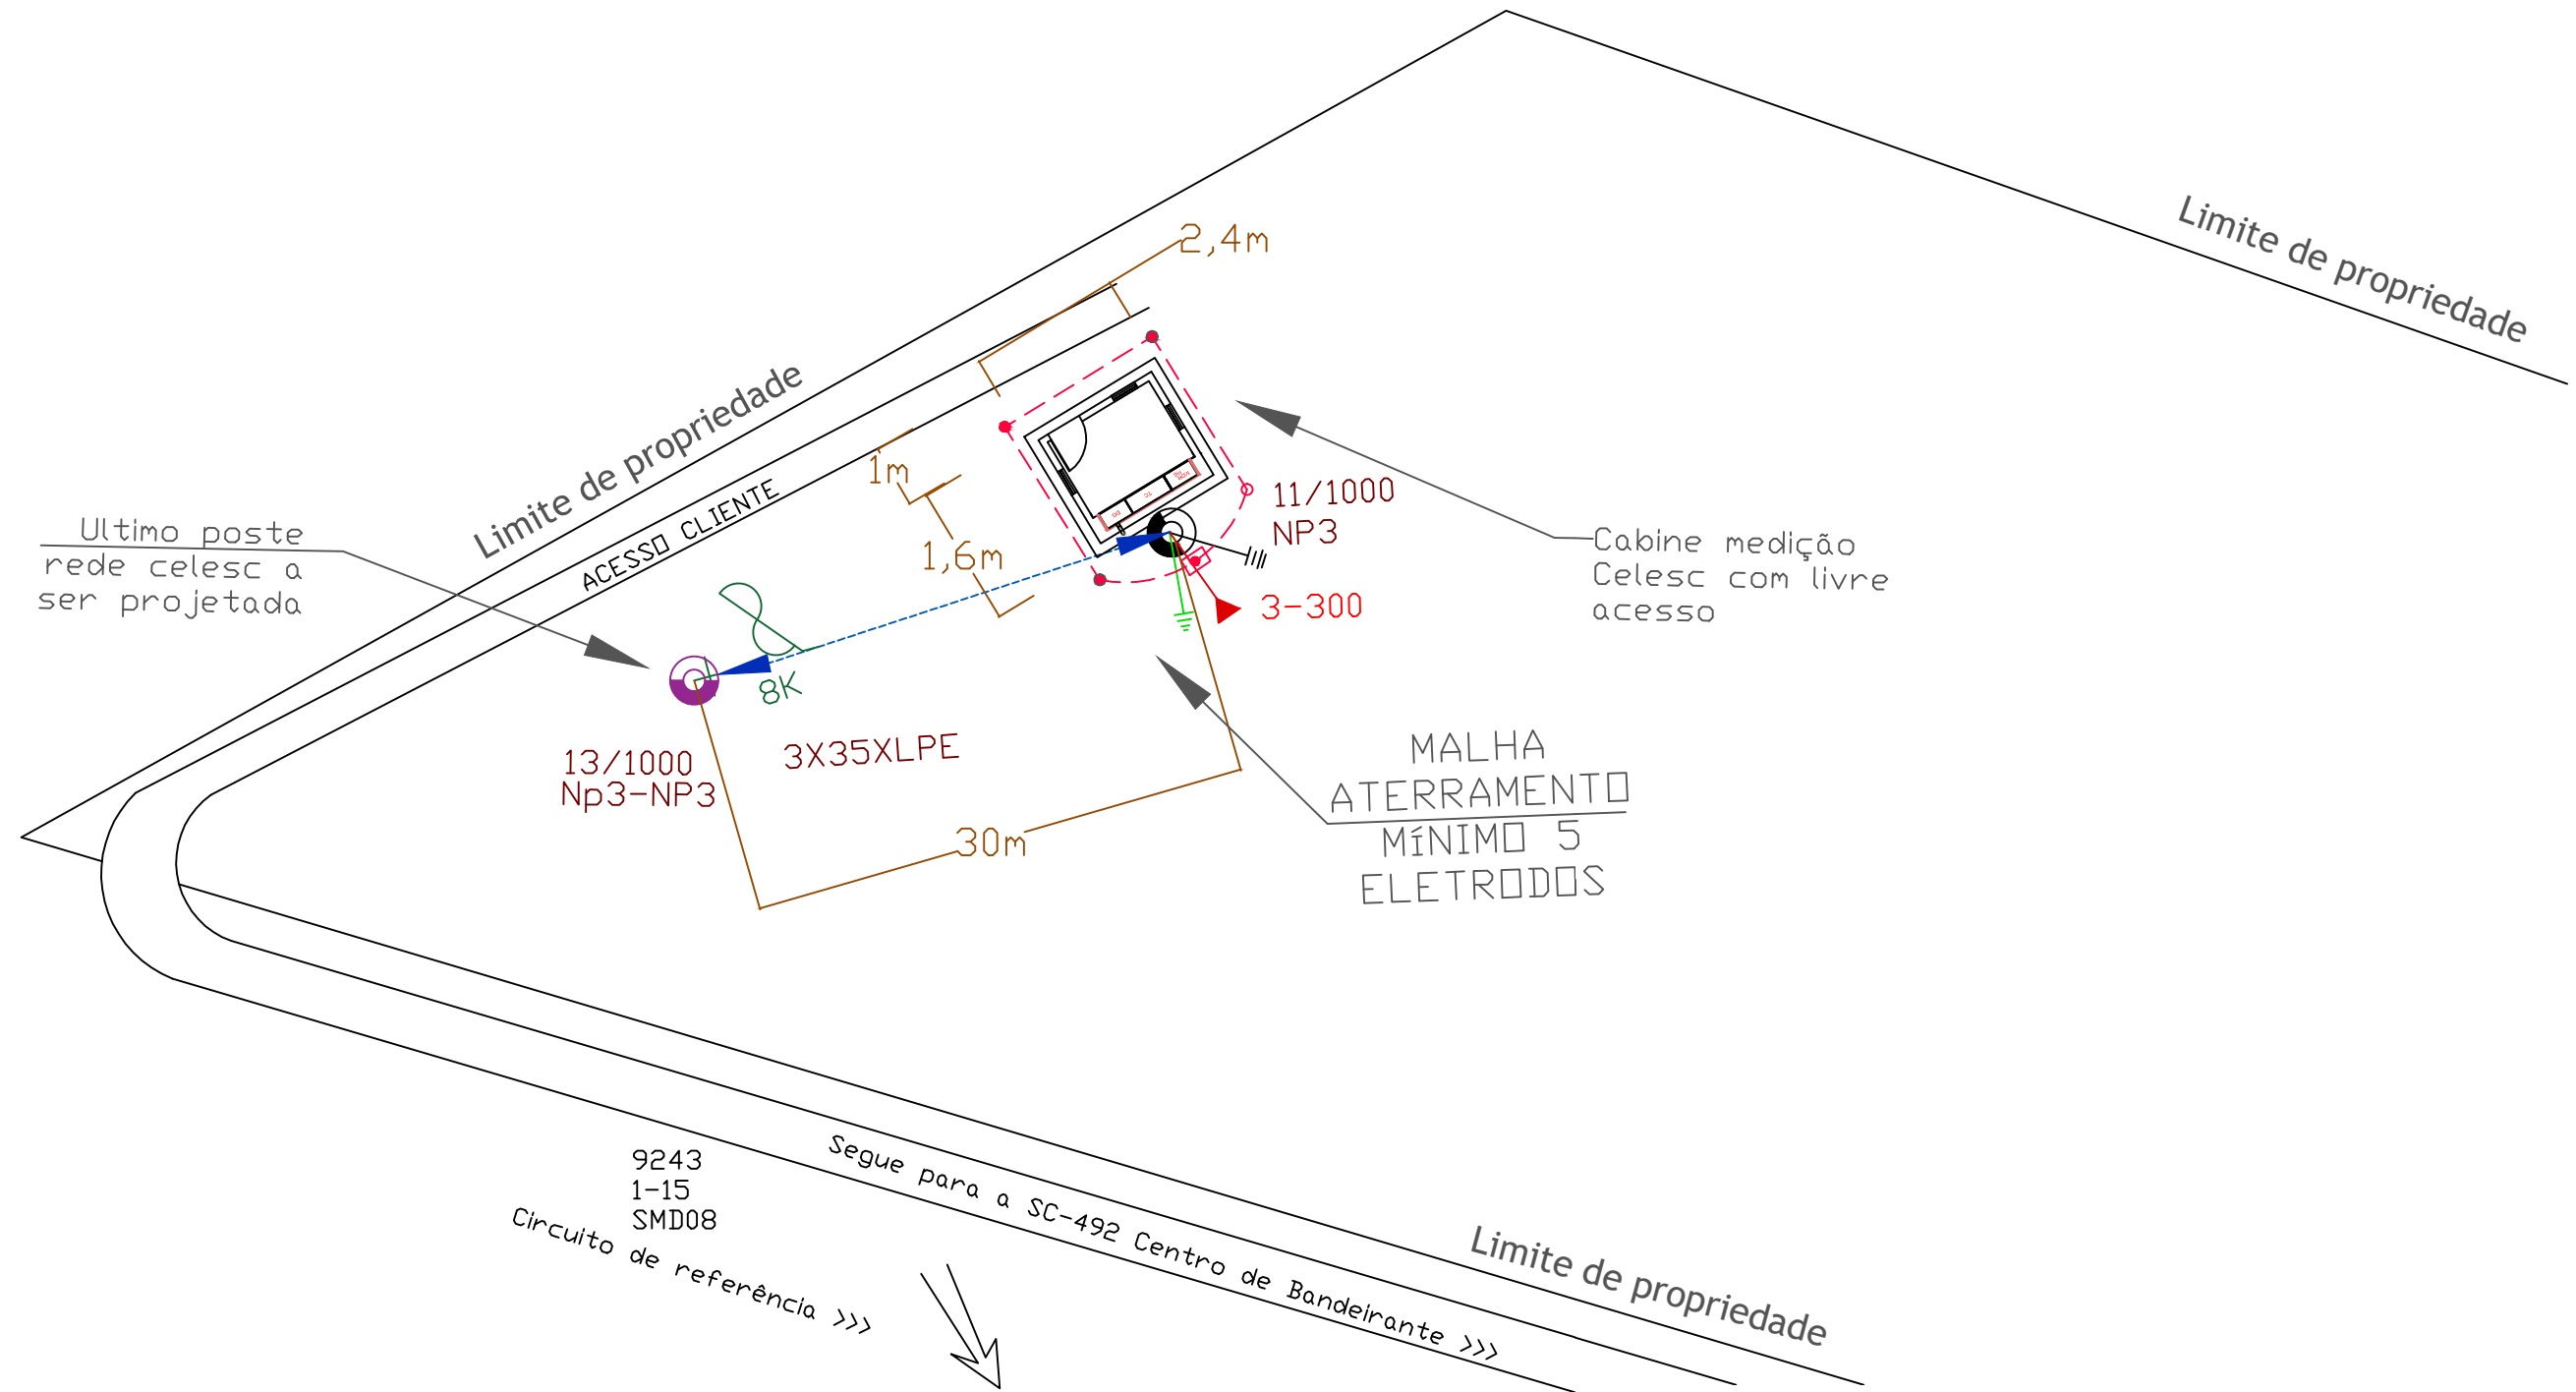 Limite de propriedade
2,4m
Limite de propriedade
1m
ACESSO CLIENTE
11/1000
NP3
Ultimo poste
rede celesc a
ser projetada
1,6m
Cabine medição
Celesc com livre
acesso
3-300
8K
13/1000
Np3-NP3
3X35XLPE
MALHA
ATERRAMENTO
MíNIMO 5
ELETRODOS
30m
9243
1-15
SMD08
Circuito de referência >>>
Segue para a SC-492 Centro de Bandeirante >>>
Limite de propriedade